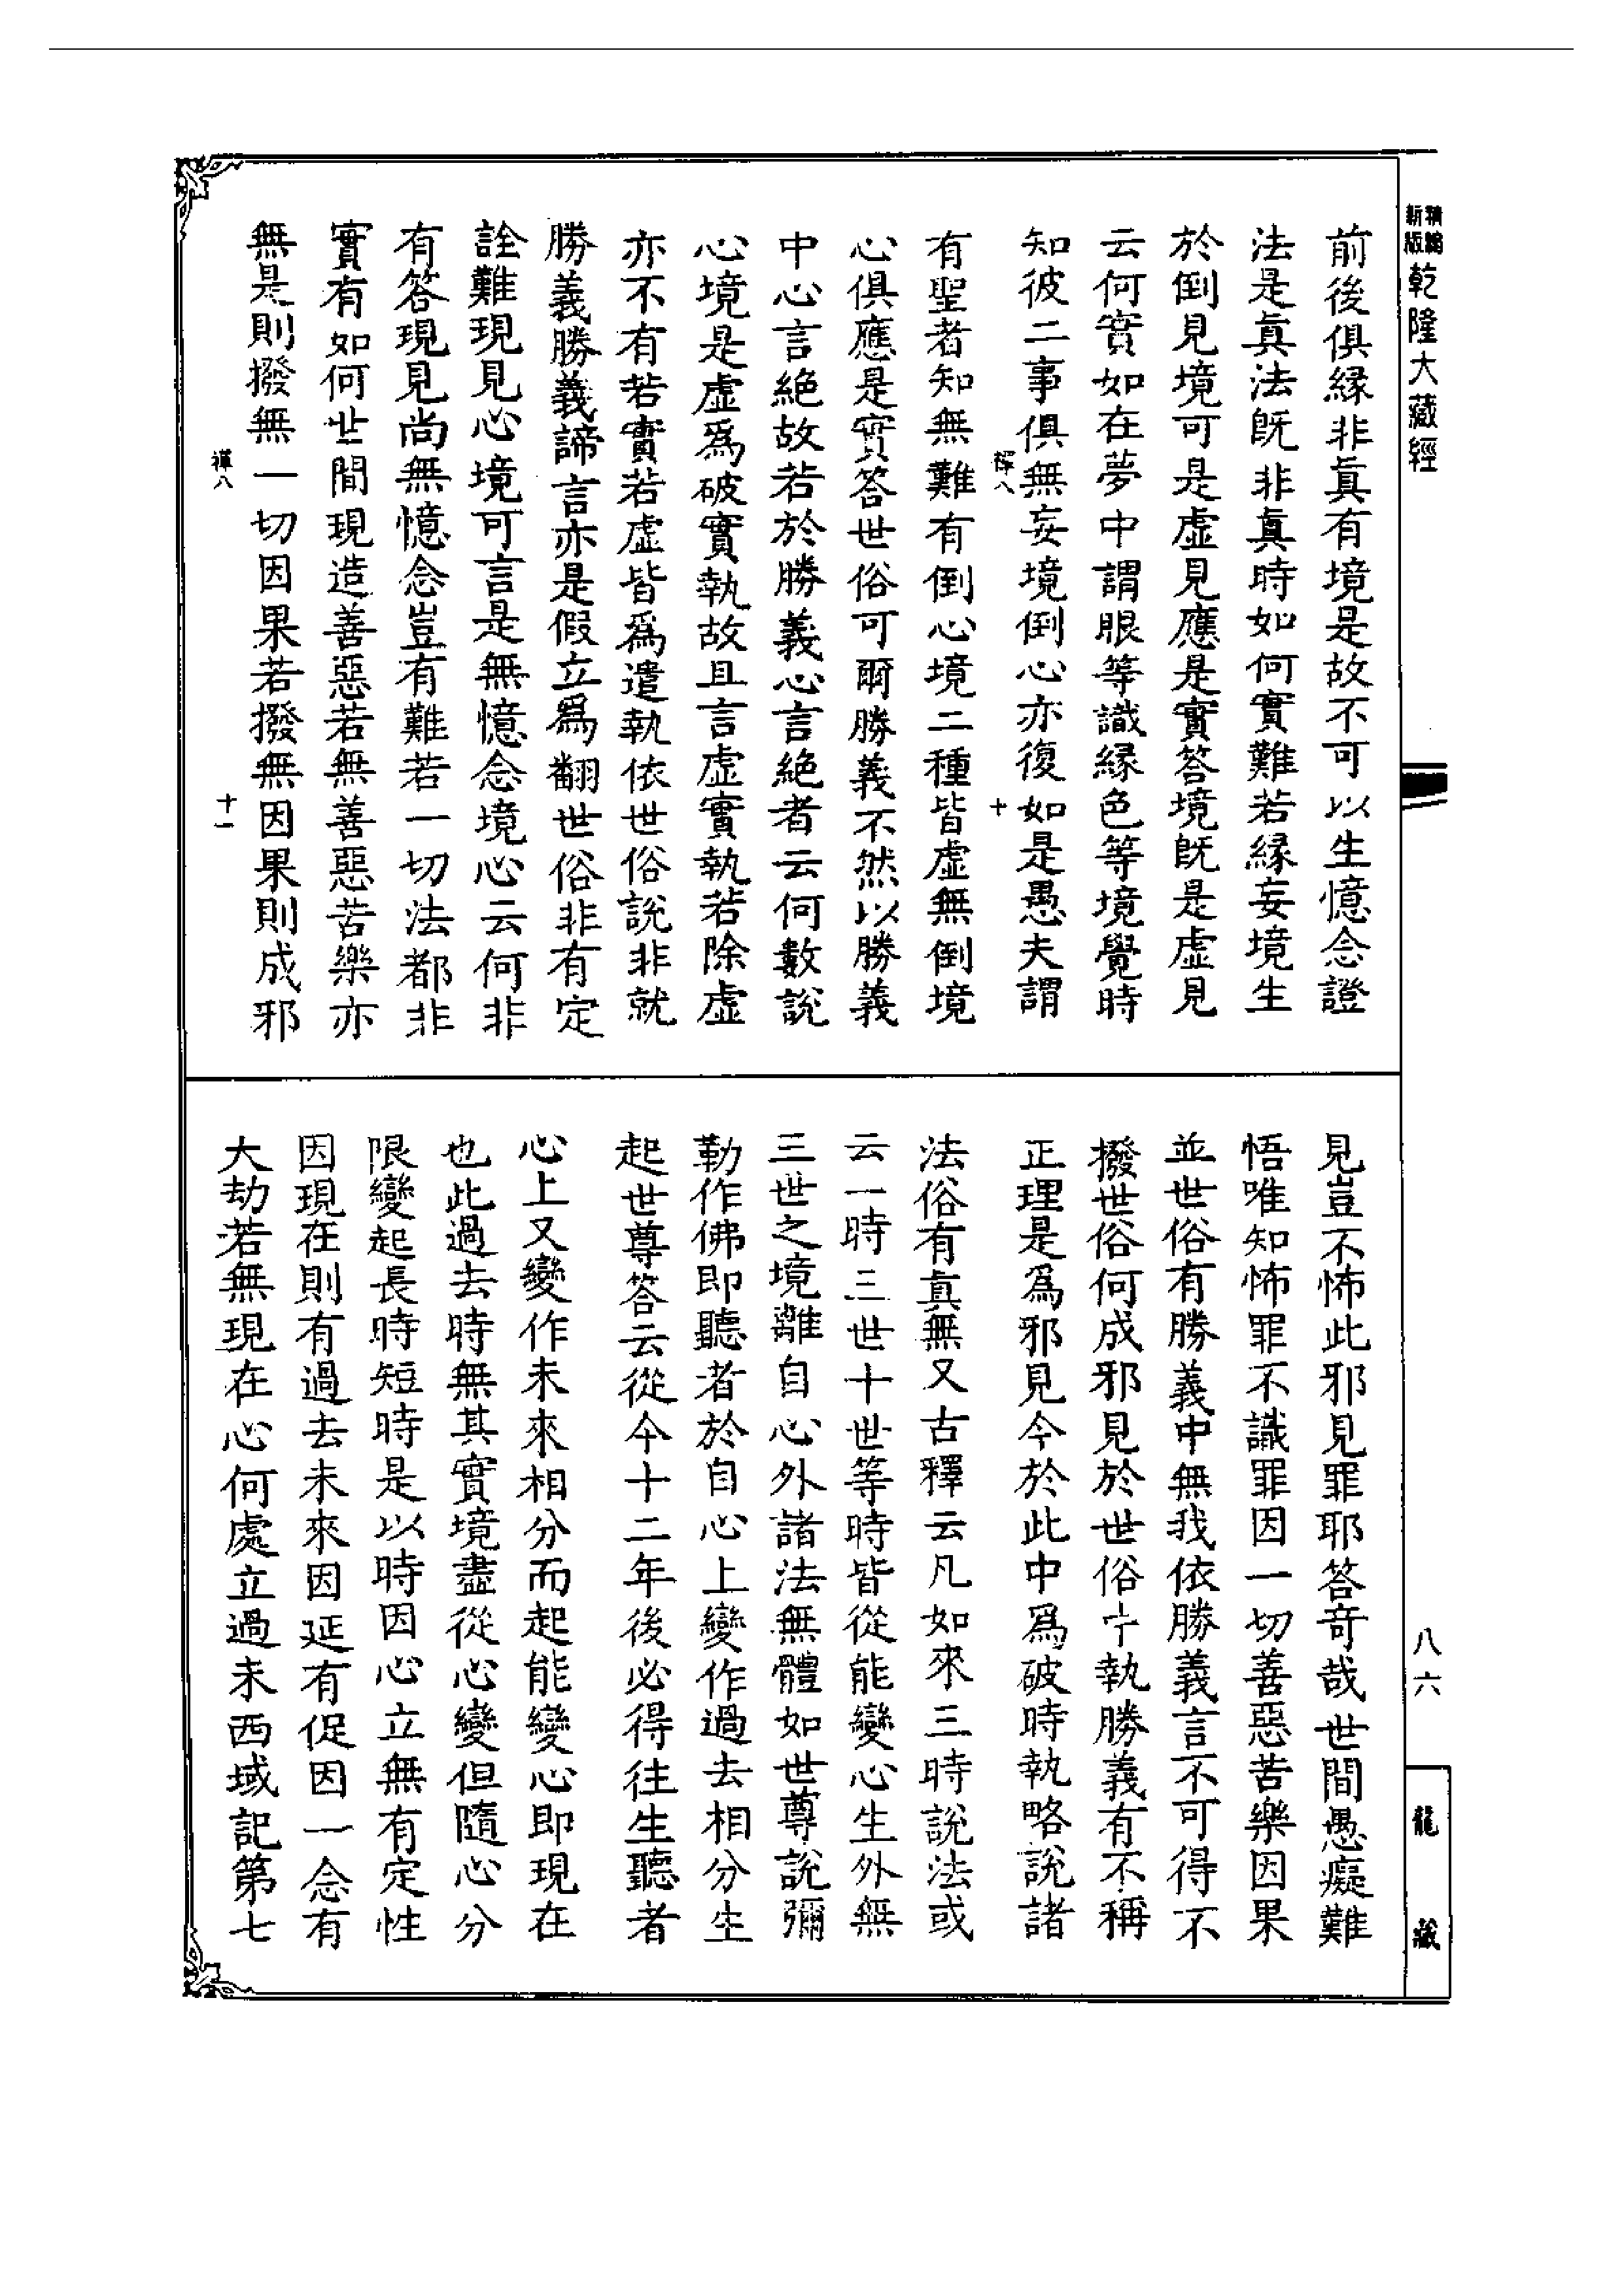 精編新版乾隆大藏經
前後俱緣非真有境是故不可以生憶念證
法是真法既非真時如何實難若緣妄境生
於倒見境可是虛見應是實答境既是虛見
云何實如在夢中謂眼等識緣色等境覺時
知彼二事俱無妄境倒心亦復如是愚夫謂
禪八 十
有聖者知無難有倒心境二種皆虛無倒境
心俱應是實答世俗可爾勝義不然以勝義
中心言絕故若於勝義心言絕者云何數說
心境是虛為破實執故且言虛實執若除虛
亦不有若實若虛皆為遣執依世俗說非就
勝義勝義諦言亦是假立為翻世俗非有定
詮難現見心境可言是無憶念境心云何非
有答現見尚無憶念豈有難若一切法都非
實有如何世間現造善惡若無善惡苦樂亦
無是則撥無一切因果若撥無因果則成邪
禪八 十一
見豈不怖此邪見罪耶答奇哉世間愚癡難
悟唯知怖罪不識罪因一切善惡苦樂因果
並世俗有勝義中無我依勝義言不可得不
撥世俗何成邪見於世俗中執勝義有不稱
正理是為邪見今於此中為破時執略說諸
法俗有真無又古釋云凡如來三時說法或
云一時三世十世等時皆從能變心生外無
三世之境離自心外諸法無體如世尊說彌
勒作佛即聽者於自心上變作過去相分生
起世尊答云從今十二年後必得往生聽者
心上又變作未來相分而起能變心即現在
也此過去時無其實境盡從心變但隨心分
限變起長時短時是以時因心立無有定性
因現在則有過去未來因延有促因一念有
大劫若無現在心何處立過未西域記第七
八六
龍藏